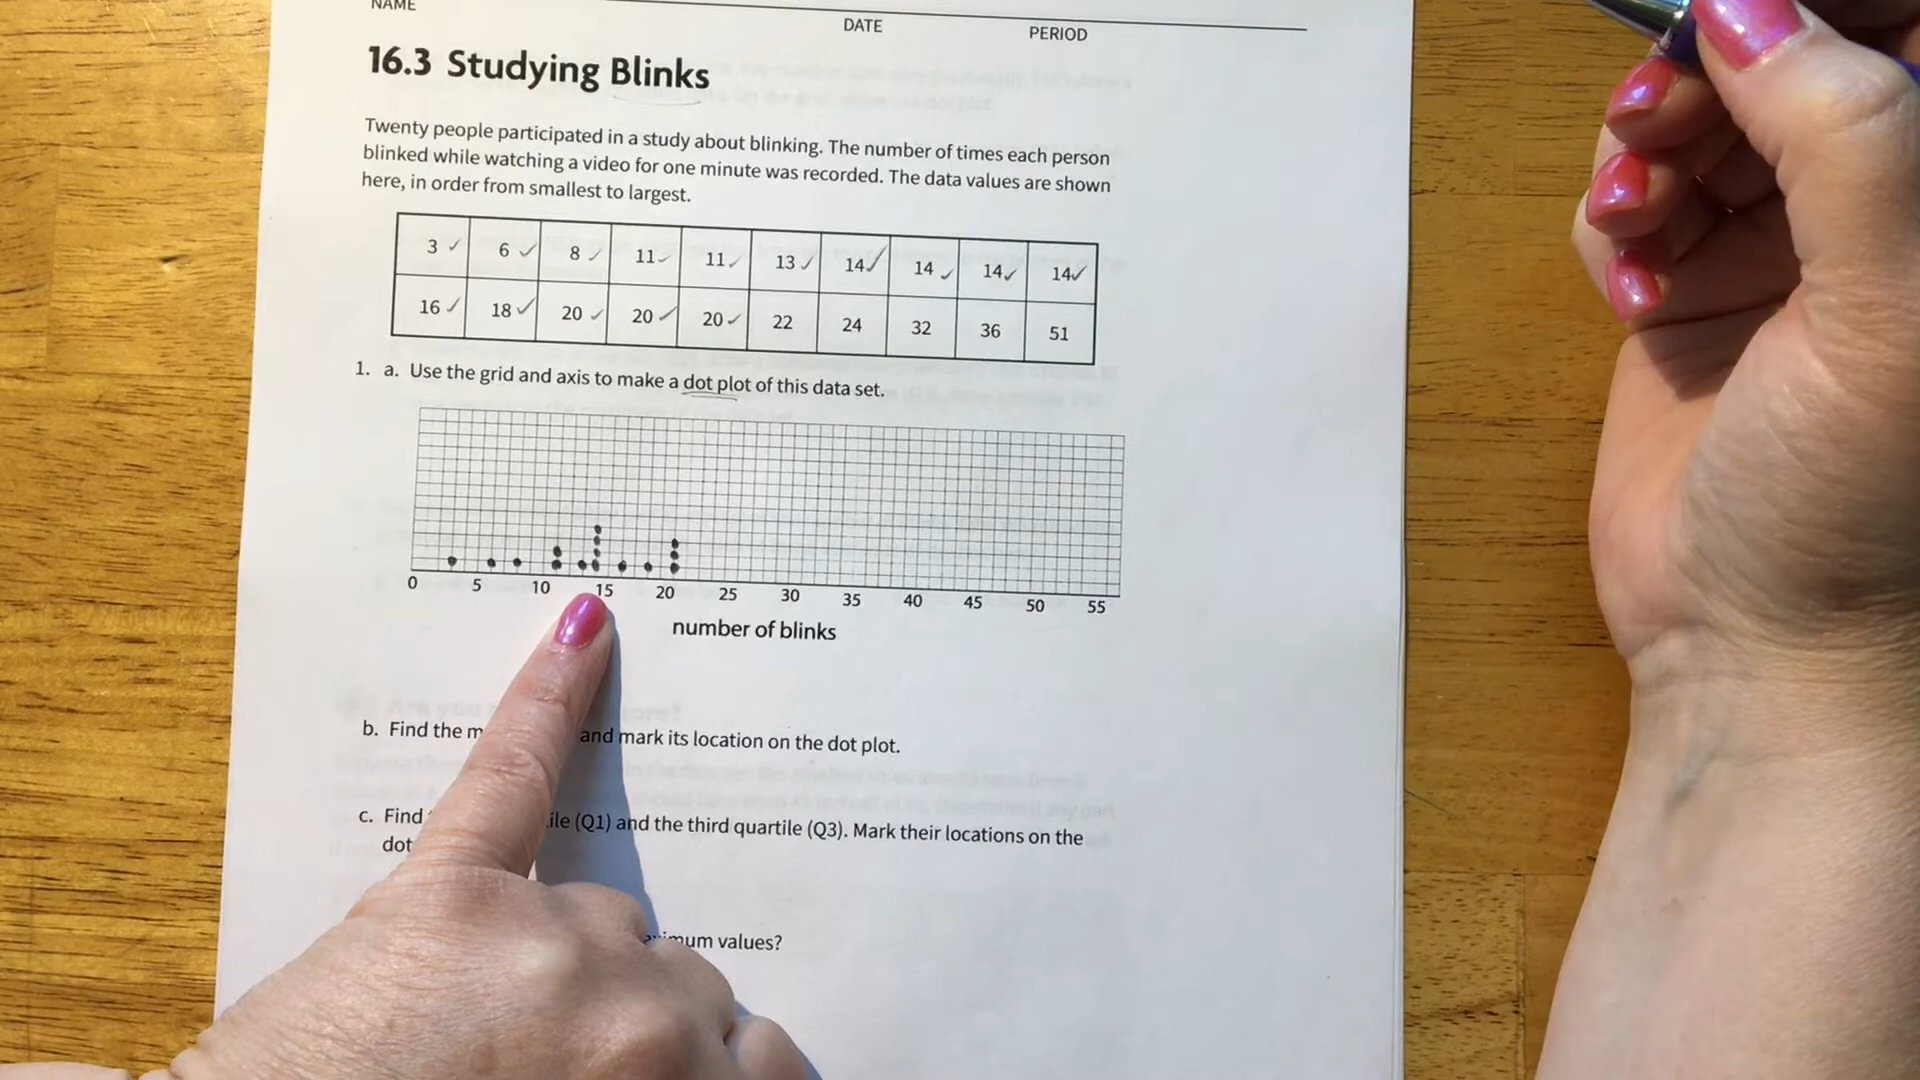 NAME
DATE PERIOD
16.3 Studying Blinks
Twenty people participated in a study about blinking. The number of times each person
blinked while watching a video for one minute was recorded. The data values are shown
here, in order from smallest to largest.
3 ✓ 6 ✓ 8 ✓ 11 ✓ 11 ✓ 13 ✓ 14 ✓ 14 ✓ 14 ✓ 14 ✓
16 ✓ 18 ✓ 20 ✓ 20 ✓ 20 ✓ 22 24 32 36 51
1. a. Use the grid and axis to make a dot plot of this data set.
0 5 10 15 20 25 30 35 40 45 50 55
number of blinks
b. Find the and mark its location on the dot plot.
c. Find (Q1) and the third quartile (Q3). Mark their locations on the
dot
values?